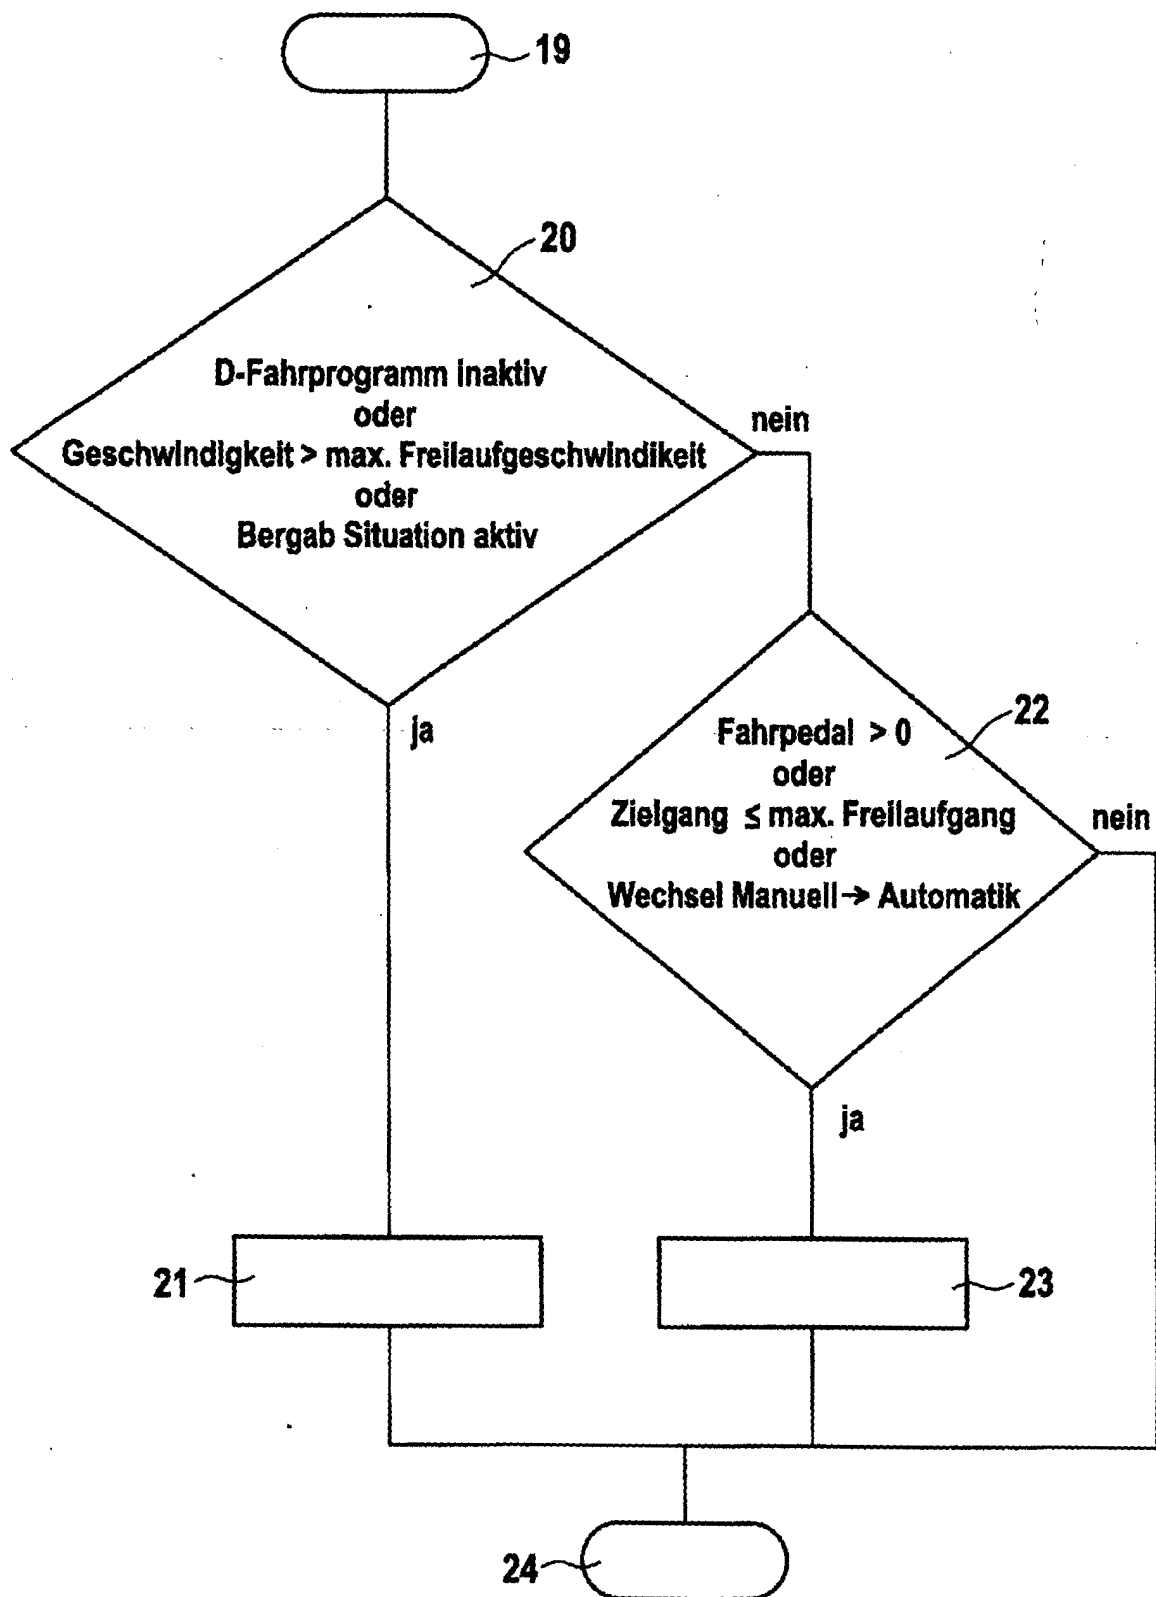 19
20
D-Fahrprogramm inaktiv
oder
Geschwindigkeit > max. Freilaufgeschwindikeit
oder
Bergab Situation aktiv
nein
ja
22
Fahrpedal > 0
oder
Zielgang ≤ max. Freilaufgang
oder
Wechsel Manuell → Automatik
nein
ja
21
23
24